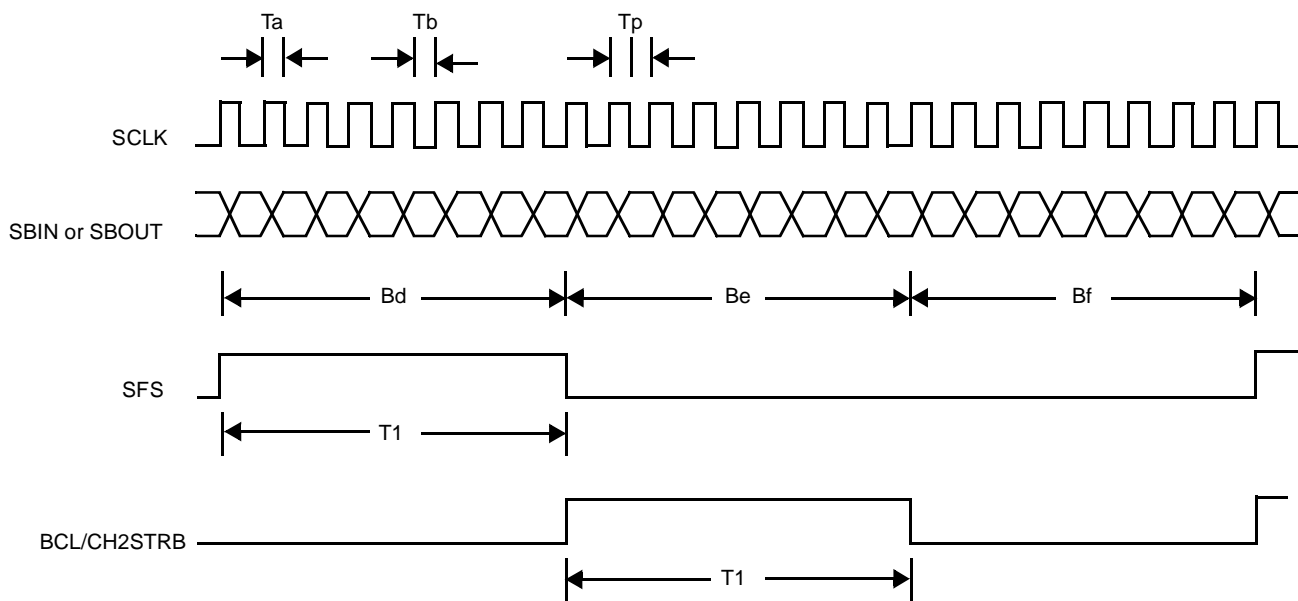 Ta Tb Tp
SCLK
SBIN or SBOUT
Bd Be Bf
SFS
T1
BCL/CH2STRB
T1